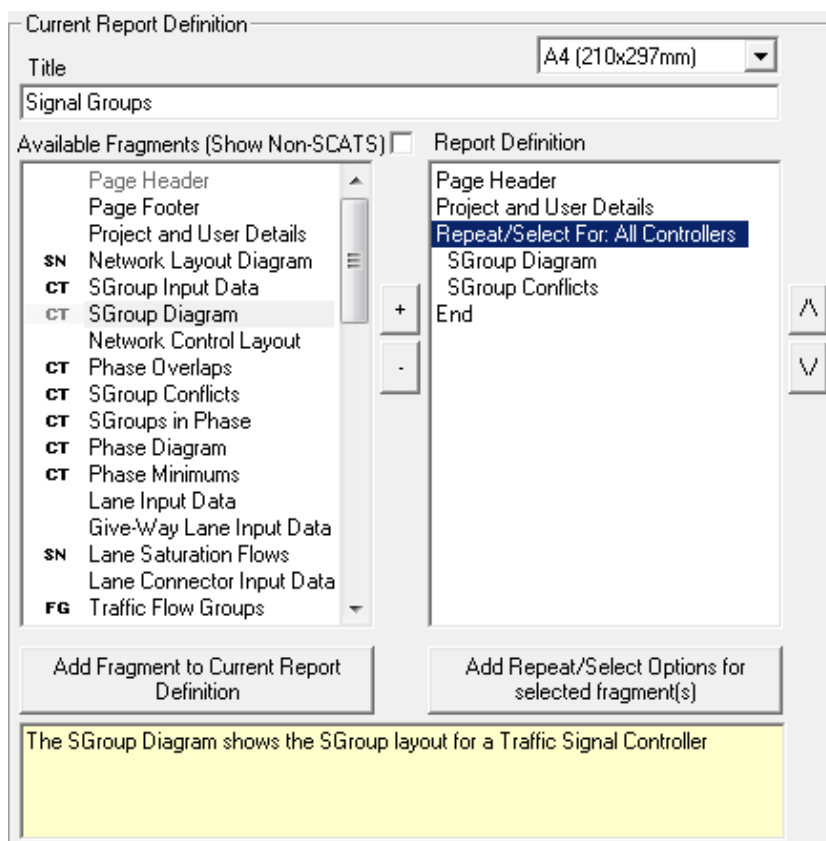 Current Report Definition
A4 (210x297mm)
Title
Signal Groups
Available Fragments (Show Non-SCATS)
Report Definition
Page Header
Page Footer
Project and User Details
SN Network Layout Diagram
CT SGroup Input Data
CT SGroup Diagram
Network Control Layout
CT Phase Overlaps
CT SGroup Conflicts
CT SGroups in Phase
CT Phase Diagram
CT Phase Minimums
Lane Input Data
Give-Way Lane Input Data
SN Lane Saturation Flows
Lane Connector Input Data
FG Traffic Flow Groups
+
-
Page Header
Project and User Details
Repeat/Select For: All Controllers
SGroup Diagram
SGroup Conflicts
End
/\
\/
Add Fragment to Current Report
Definition
Add Repeat/Select Options for
selected fragment(s)
The SGroup Diagram shows the SGroup layout for a Traffic Signal Controller